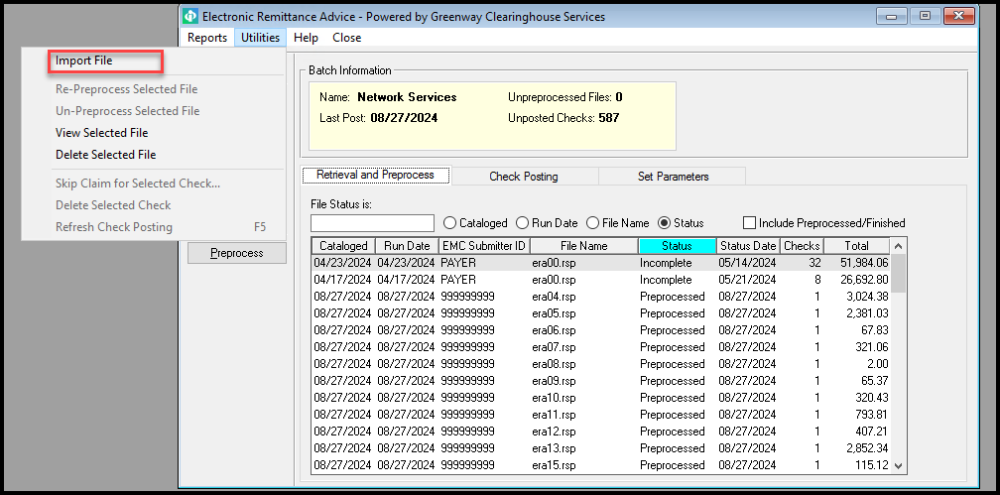 Electronic Remittance Advice - Powered by Greenway Clearinghouse Services
Reports Utilities Help Close
Import File
Re-Preprocess Selected File
Un-Preprocess Selected File
View Selected File
Delete Selected File
Skip Claim for Selected Check...
Delete Selected Check
Refresh Check Posting F5
Preprocess
Batch Information
Name: Network Services Unpreprocessed Files: 0
Last Post: 08/27/2024 Unposted Checks: 587
Retrieval and Preprocess Check Posting Set Parameters
File Status is:
Cataloged Run Date File Name Status Include Preprocessed/Finished
Cataloged Run Date EMC Submitter ID File Name Status Status Date Checks Total
04/23/2024 04/23/2024 PAYER era00.rsp Incomplete 05/14/2024 32 51,984.06
04/17/2024 04/17/2024 PAYER era00.rsp Incomplete 05/21/2024 8 26,692.80
08/27/2024 08/27/2024 999999999 era04.rsp Preprocessed 08/27/2024 1 3,024.38
08/27/2024 08/27/2024 999999999 era05.rsp Preprocessed 08/27/2024 1 2,381.03
08/27/2024 08/27/2024 999999999 era06.rsp Preprocessed 08/27/2024 1 67.83
08/27/2024 08/27/2024 999999999 era07.rsp Preprocessed 08/27/2024 1 321.06
08/27/2024 08/27/2024 999999999 era08.rsp Preprocessed 08/27/2024 1 2.00
08/27/2024 08/27/2024 999999999 era09.rsp Preprocessed 08/27/2024 1 65.37
08/27/2024 08/27/2024 999999999 era10.rsp Preprocessed 08/27/2024 1 320.43
08/27/2024 08/27/2024 999999999 era11.rsp Preprocessed 08/27/2024 1 793.81
08/27/2024 08/27/2024 999999999 era12.rsp Preprocessed 08/27/2024 1 407.21
08/27/2024 08/27/2024 999999999 era13.rsp Preprocessed 08/27/2024 1 2,852.34
08/27/2024 08/27/2024 999999999 era15.rsp Preprocessed 08/27/2024 1 115.12